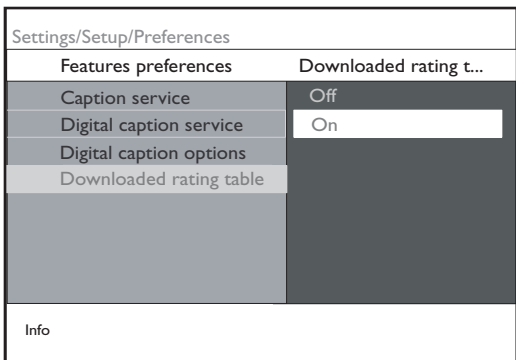 Settings/Setup/Preferences
Features preferences
Downloaded rating t...
Caption service
Off
Digital caption service
On
Digital caption options
Downloaded rating table
Info